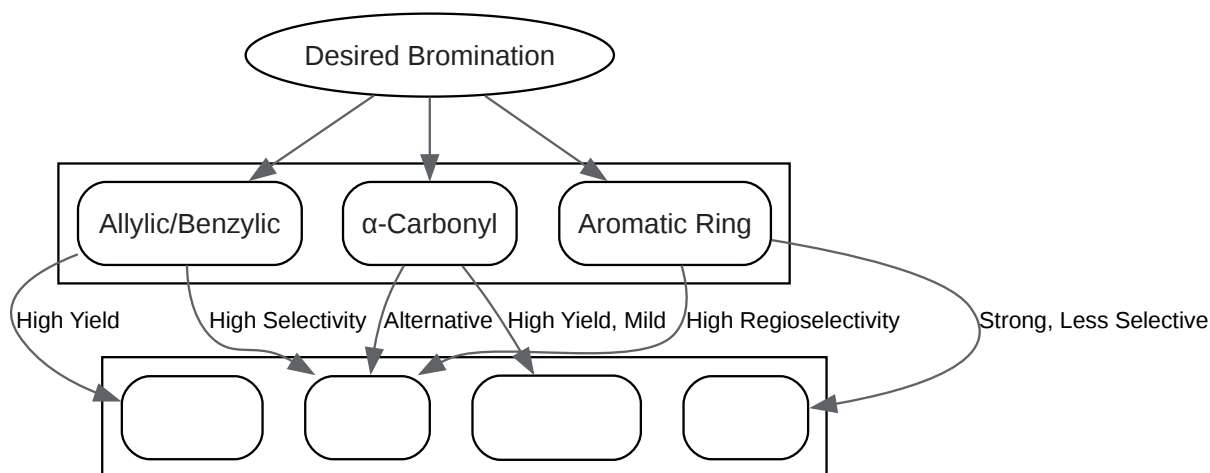 Desired Bromination
Allylic/Benzylic
α-Carbonyl
Aromatic Ring
High Yield
High Selectivity
Alternative
High Yield, Mild
High Regioselectivity
Strong, Less Selective